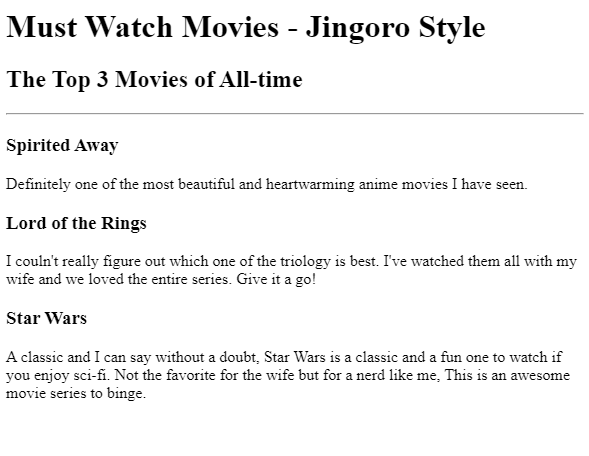 Must Watch Movies - Jingoro Style
The Top 3 Movies of All-time
Spirited Away
Definitely one of the most beautiful and heartwarming anime movies I have seen.
Lord of the Rings
I couln't really figure out which one of the triology is best. I've watched them all with my
wife and we loved the entire series. Give it a go!
Star Wars
A classic and I can say without a doubt, Star Wars is a classic and a fun one to watch if
you enjoy sci-fi. Not the favorite for the wife but for a nerd like me, This is an awesome
movie series to binge.